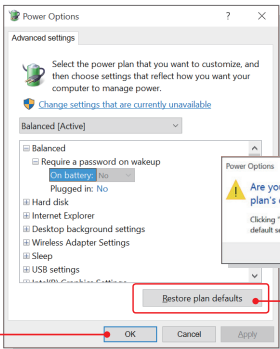 Power Options
Advanced settings
Select the power plan that you want to customize, and
then choose settings that reflect how you want your
computer to manage power.
Change settings that are currently unavailable
Balanced [Active]
Balanced
Require a password on wakeup
On battery: No
Plugged in: No
Hard disk
Internet Explorer
Desktop background settings
Wireless Adapter Settings
Sleep
USB settings
Power Options
Are you
plan's
Clicking "
default
Restore plan defaults
OK
Cancel
Apply